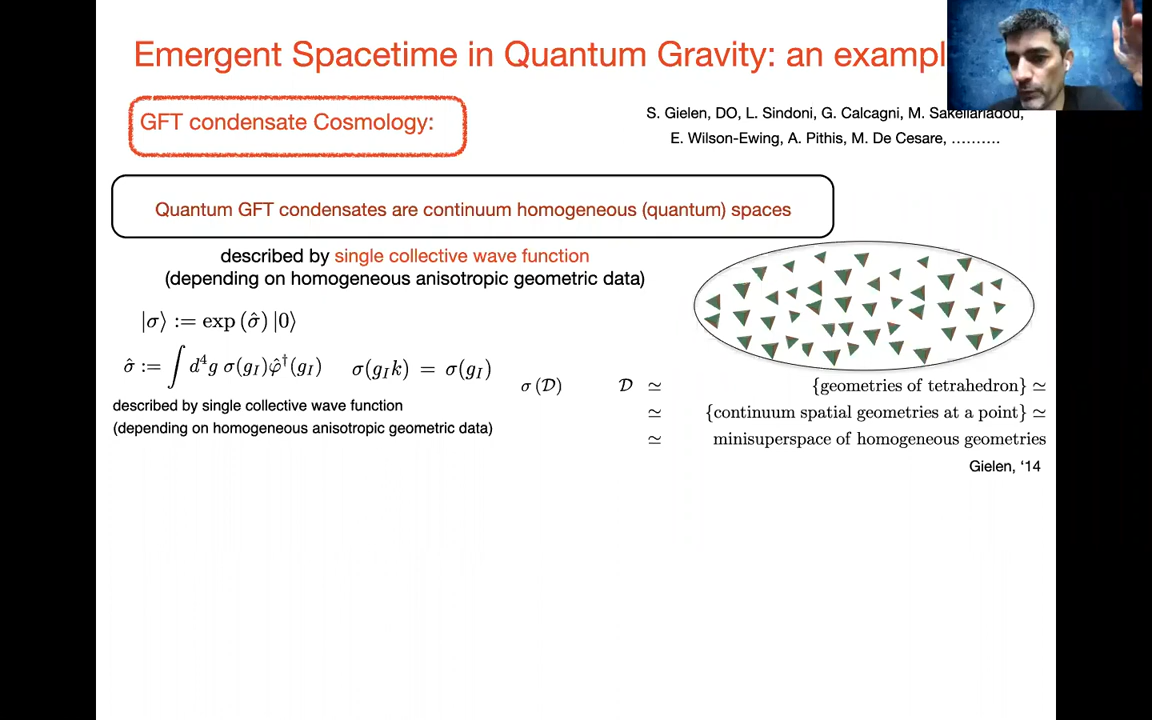 Emergent Spacetime in Quantum Gravity: an exampl
GFT condensate Cosmology:
S. Gielen, DO, L. Sindoni, G. Calcagni, M. Sakellariadou,
E. Wilson-Ewing, A. Pithis, M. De Cesare, ..........
Quantum GFT condensates are continuum homogeneous (quantum) spaces
described by single collective wave function
(depending on homogeneous anisotropic geometric data)
|σ⟩ := exp (σ̂) |0⟩
σ̂ := ∫ d⁴g σ(g_I)φ̂†(g_I) σ(g_I k) = σ(g_I)
described by single collective wave function
(depending on homogeneous anisotropic geometric data)
σ (𝒟) 𝒟 ≃ {geometries of tetrahedron} ≃
≃ {continuum spatial geometries at a point} ≃
≃ minisuperspace of homogeneous geometries
Gielen, ‘14